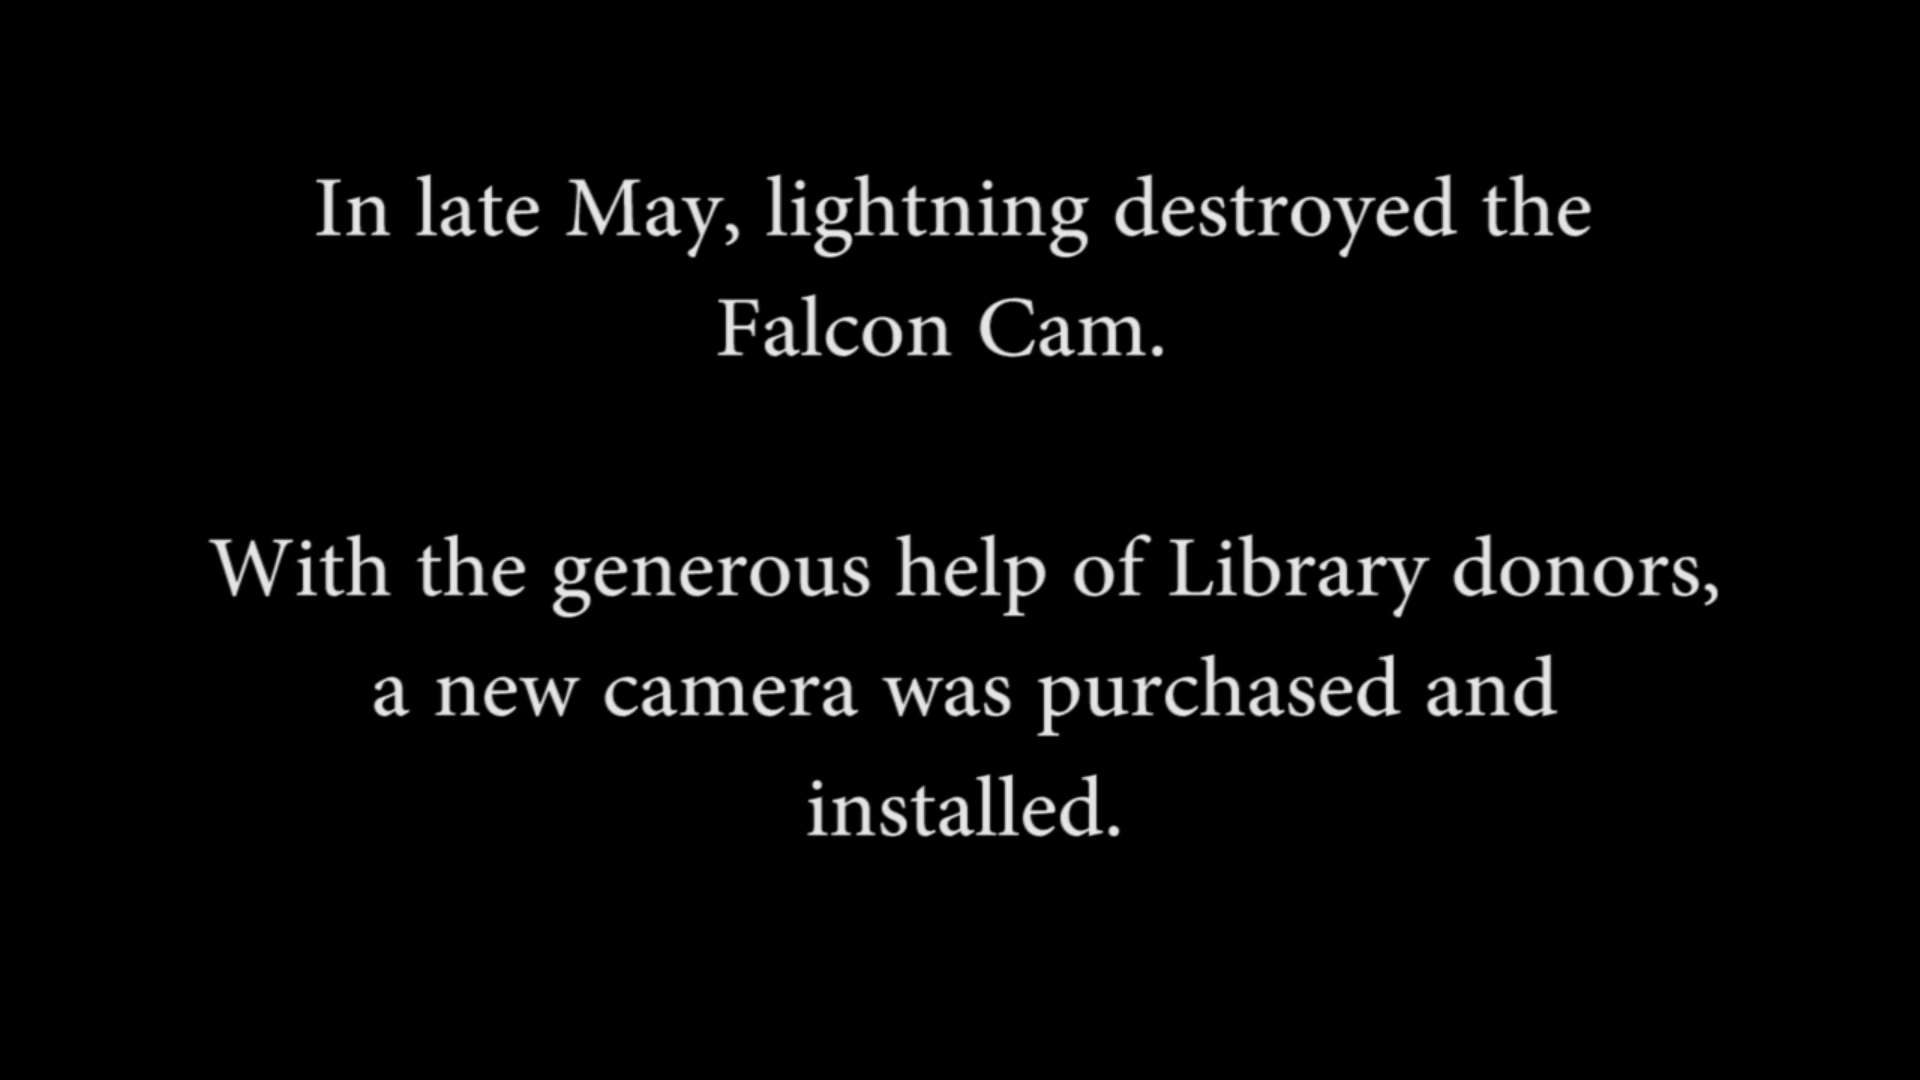 In late May, lightning destroyed the
Falcon Cam.
With the generous help of Library donors,
a new camera was purchased and
installed.